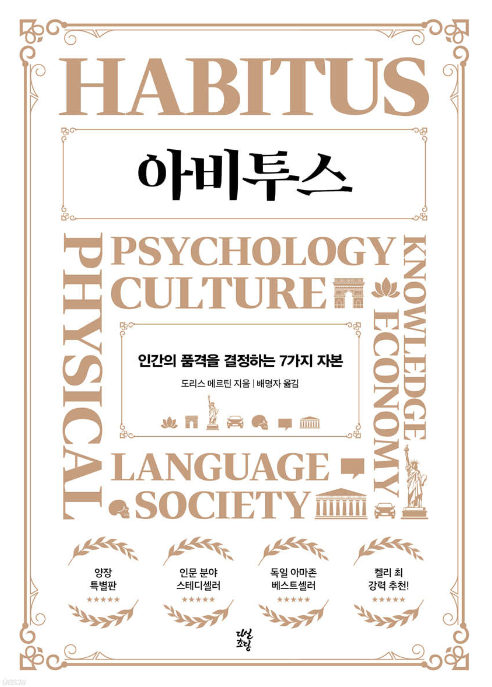 HABITUS
아비투스
PSYCHOLOGY
CULTURE
PHYSICAL
KNOWLEDGE
ECONOMY
인간의 품격을 결정하는 7가지 자본
도리스 메르틴 지음 | 배명자 옮김
LANGUAGE
SOCIETY
양장
특별판
★★★★★
인문 분야
스테디셀러
★★★★★
독일 아마존
베스트셀러
★★★★★
켈리 최
강력 추천!
★★★★★
다산
초당